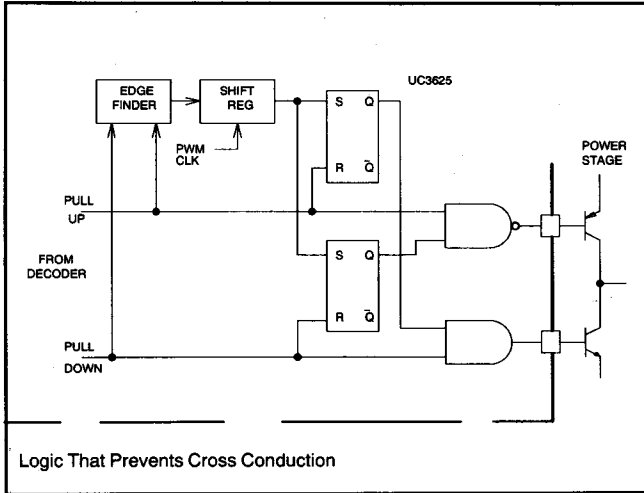 UC3625
EDGE
FINDER
SHIFT
REG
PWM
CLK
S Q
R Q̅
POWER
STAGE
PULL
UP
FROM
DECODER
S Q
R Q̅
PULL
DOWN
Logic That Prevents Cross Conduction